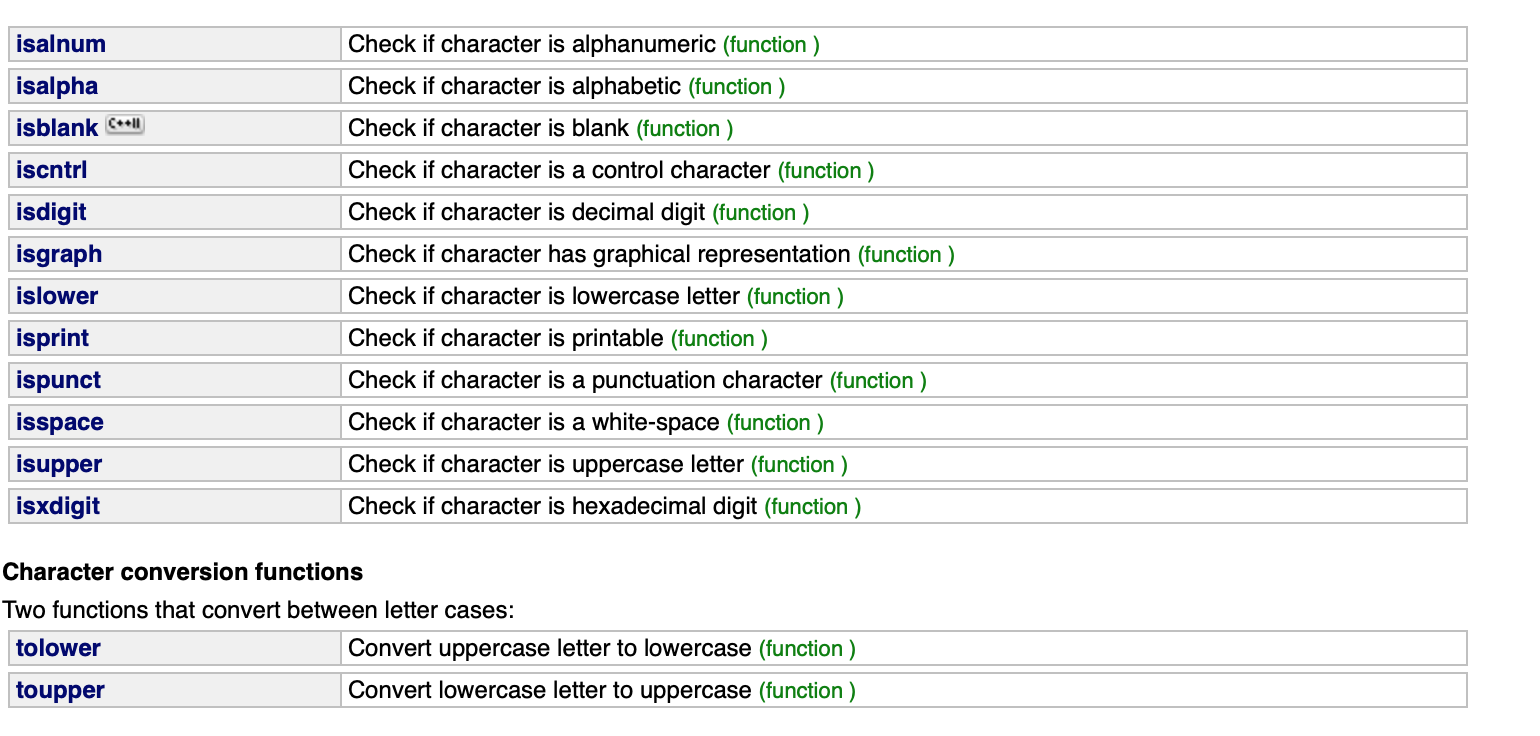 isalnum Check if character is alphanumeric (function )
isalpha Check if character is alphabetic (function )
isblank C++11 Check if character is blank (function )
iscntrl Check if character is a control character (function )
isdigit Check if character is decimal digit (function )
isgraph Check if character has graphical representation (function )
islower Check if character is lowercase letter (function )
isprint Check if character is printable (function )
ispunct Check if character is a punctuation character (function )
isspace Check if character is a white-space (function )
isupper Check if character is uppercase letter (function )
isxdigit Check if character is hexadecimal digit (function )
Character conversion functions
Two functions that convert between letter cases:
tolower Convert uppercase letter to lowercase (function )
toupper Convert lowercase letter to uppercase (function )